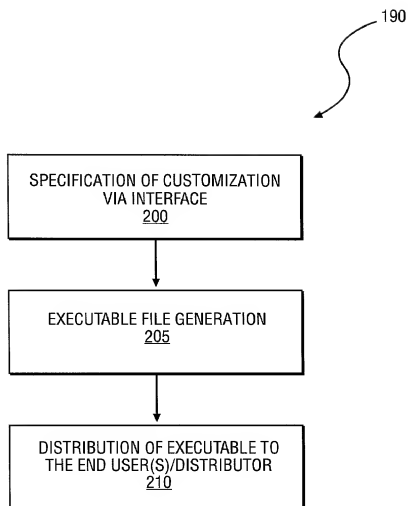 190
SPECIFICATION OF CUSTOMIZATION
VIA INTERFACE
200
EXECUTABLE FILE GENERATION
205
DISTRIBUTION OF EXECUTABLE TO
THE END USER(S)/DISTRIBUTOR
210